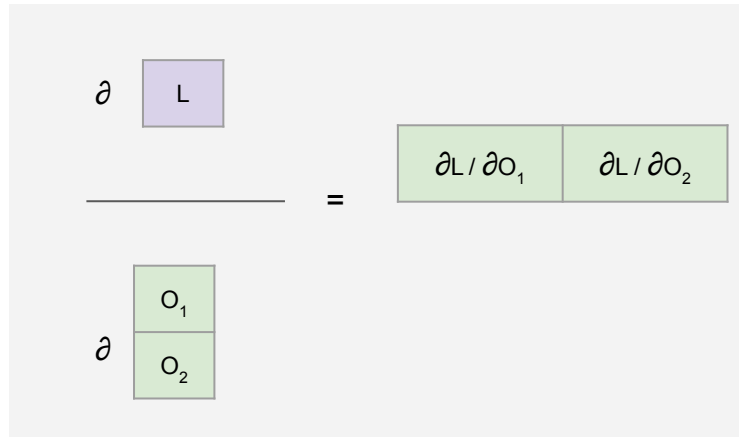 ∂ L
=
∂L / ∂O₁ ∂L / ∂O₂
∂
O₁
O₂